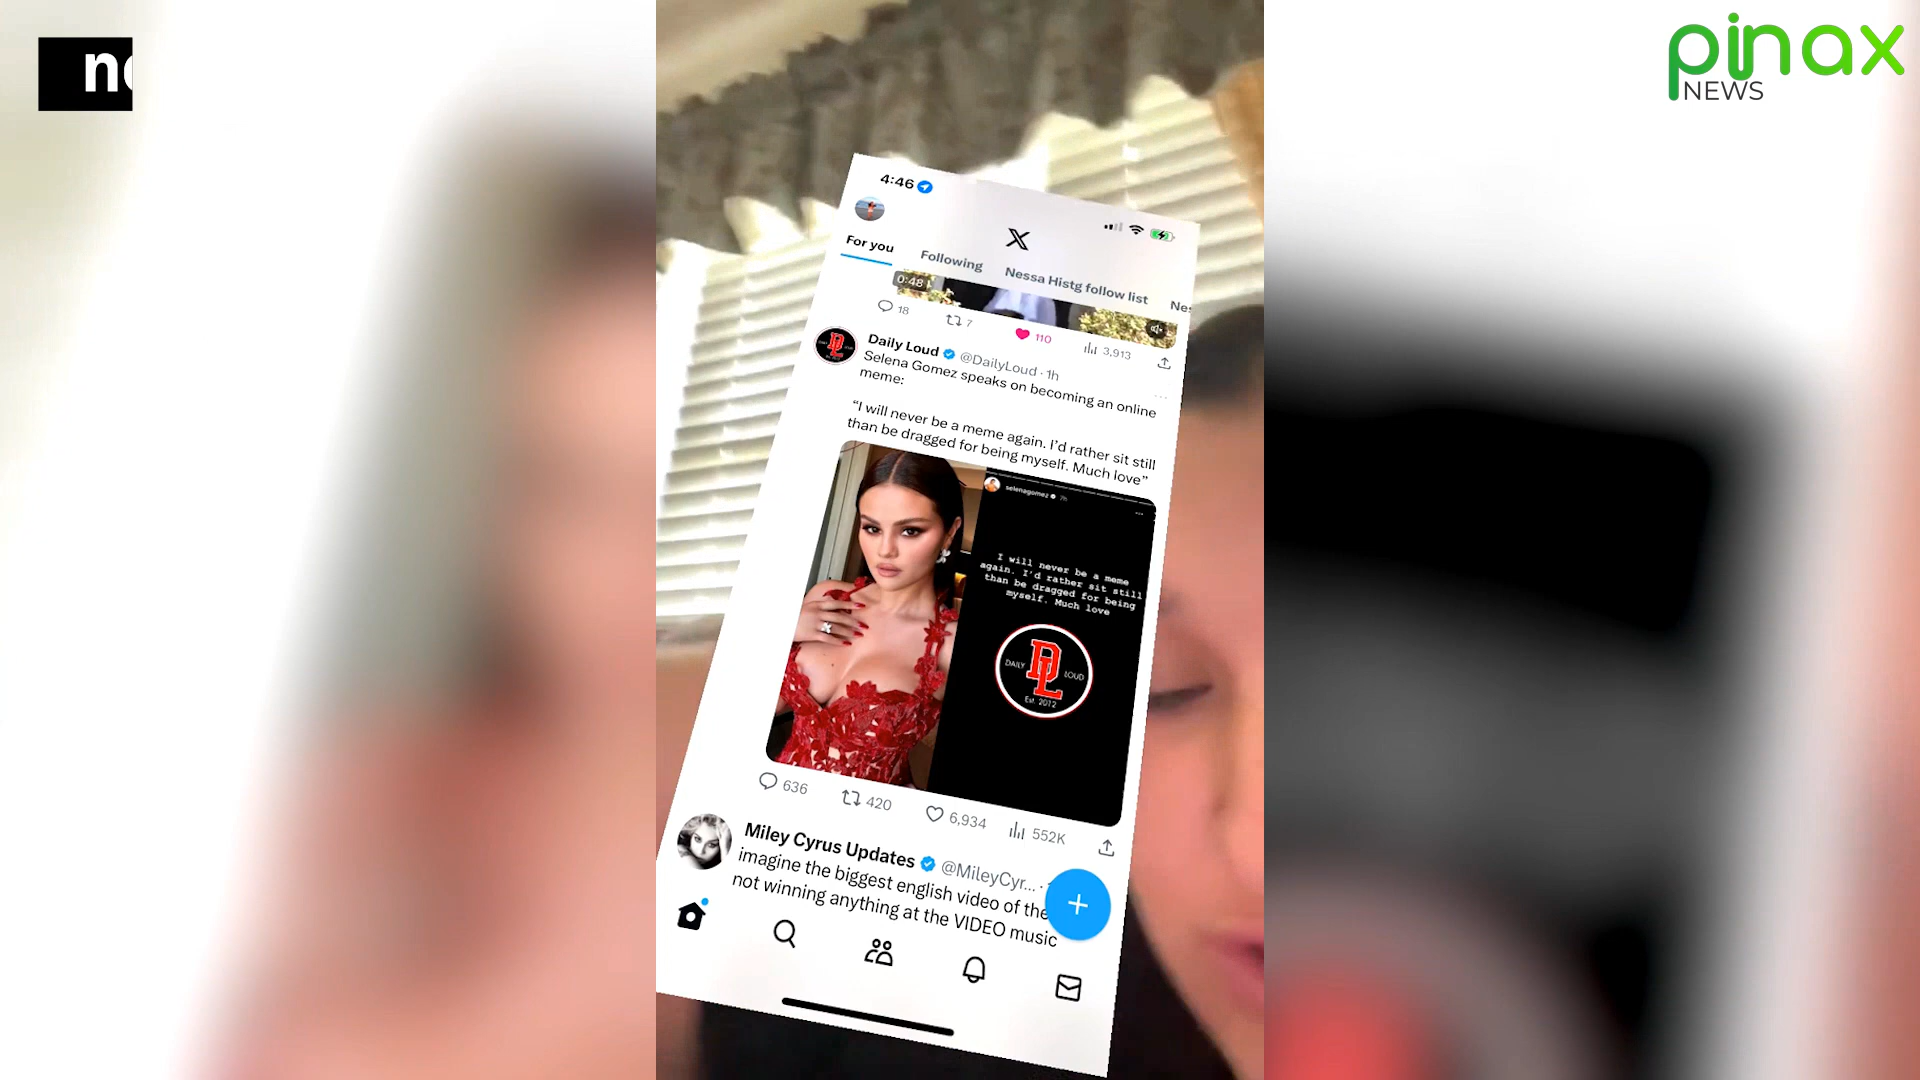 pinax
NEWS
4:46
X
For you
Following
Nessa Histg follow list
0:48
18
7
110
3,913
Daily Loud @DailyLoud · 1h
Selena Gomez speaks on becoming an online
meme:
“I will never be a meme again. I’d rather sit still
than be dragged for being myself. Much love”
selenagomez 7h
I will never be a meme
again. I'd rather sit still
than be dragged for being
myself. Much love
DAILY DL LOUD
Est. 2012
636
420
6,934
552K
Miley Cyrus Updates @MileyCyr... ·
imagine the biggest english video of the
not winning anything at the VIDEO music